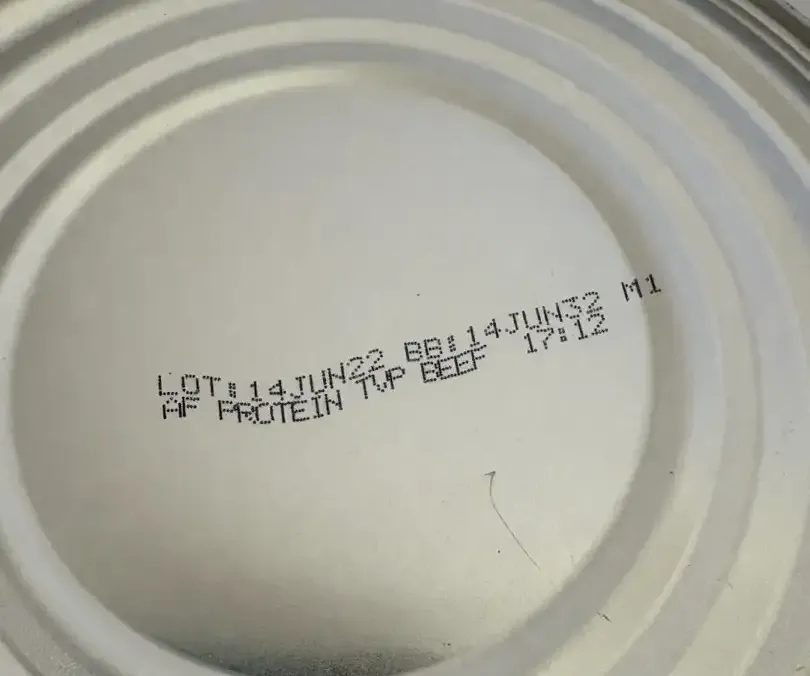 LOT:14JUN22 BB:14JUN32 M1
AF PROTEIN TVP BEEF 17:12